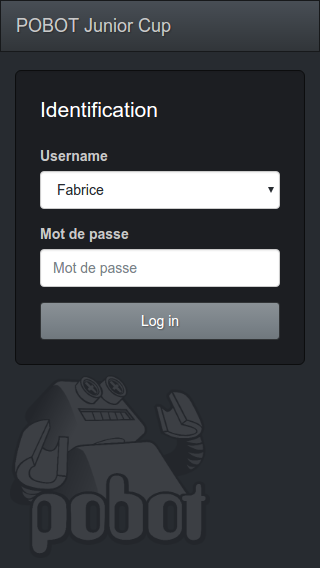 POBOT Junior Cup
Identification
Username
Fabrice
Mot de passe
Mot de passe
Log in
pobot